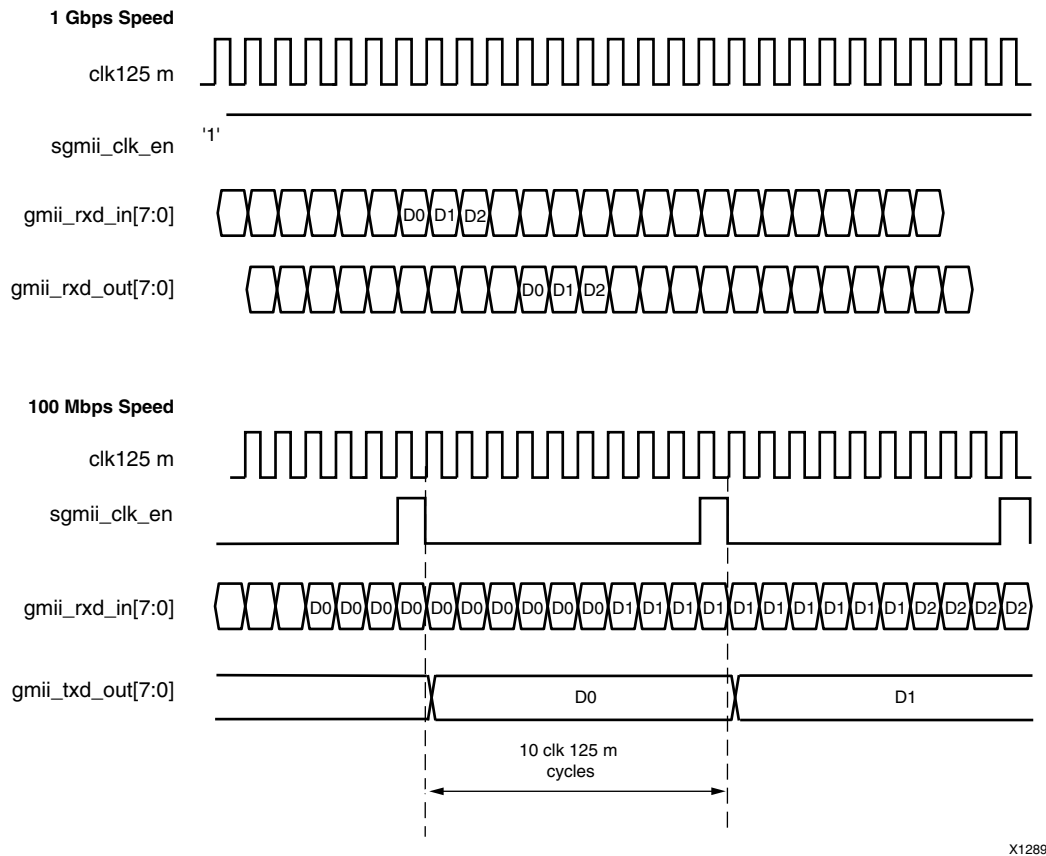 1 Gbps Speed
clk125 m
'1'
sgmii_clk_en
gmii_rxd_in[7:0] D0 D1 D2
gmii_rxd_out[7:0] D0 D1 D2
100 Mbps Speed
clk125 m
sgmii_clk_en
gmii_rxd_in[7:0] D0 D0 D0 D0 D0 D0 D0 D0 D0 D0 D1 D1 D1 D1 D1 D1 D1 D1 D1 D1 D2 D2 D2 D2
gmii_txd_out[7:0] D0 D1
10 clk 125 m
cycles
X1289